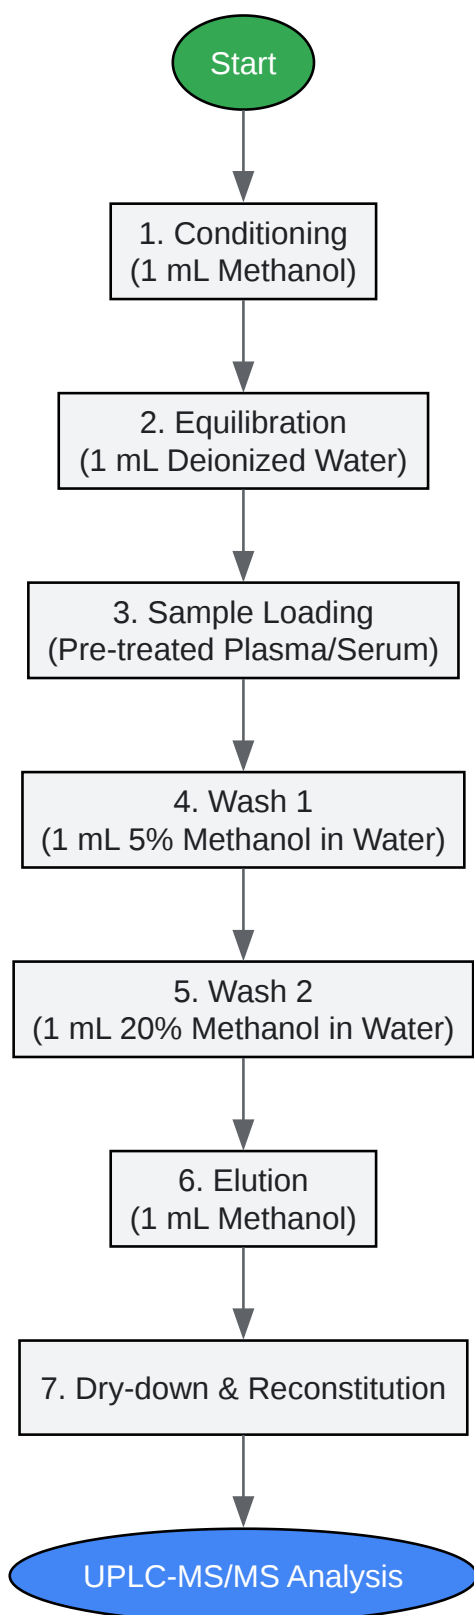 Start
1. Conditioning
(1 mL Methanol)
2. Equilibration
(1 mL Deionized Water)
3. Sample Loading
(Pre-treated Plasma/Serum)
4. Wash 1
(1 mL 5% Methanol in Water)
5. Wash 2
(1 mL 20% Methanol in Water)
6. Elution
(1 mL Methanol)
7. Dry-down & Reconstitution
UPLC-MS/MS Analysis